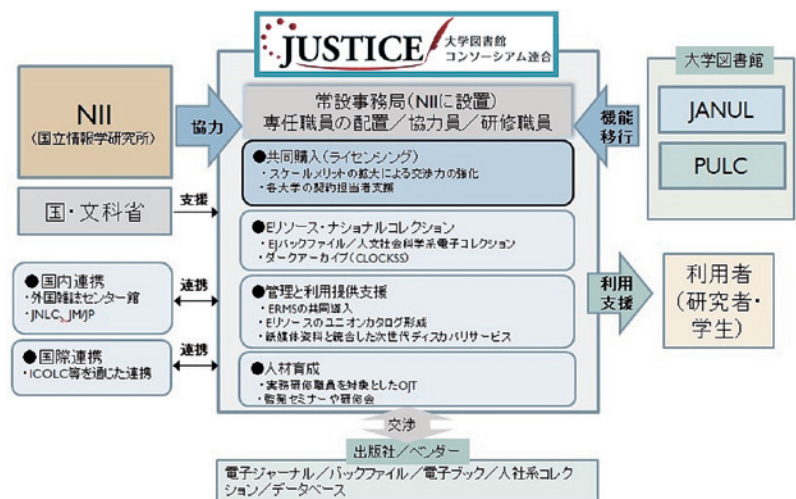 JUSTICE
大学図書館
コンソーシアム連合
NII
(国立情報学研究所)
協力
常設事務局(NIIに設置)
専任職員の配置/協力員/研修職員
機能
移行
大学図書館
JANUL
PULC
●共同購入(ライセンシング)
・スケールメリットの拡大による交渉力の強化
・各大学の契約担当者支援
国・文科省
支援
●Eリソース・ナショナルコレクション
・EJバックファイル/人文社会科学系電子コレクション
・ダークアーカイブ(CLOCKSS)
●国内連携
・外国雑誌センター館
・JNLC、JM/JP
連携
●管理と利用提供支援
・ERMSの共同導入
・Eリソースのユニオンカタログ形成
・紙媒体資料と統合した次世代ディスカバリサービス
利用
支援
利用者
(研究者・
学生)
●国際連携
・ICOLC等を通じた連携
連携
●人材育成
・実務研修職員を対象としたOJT
・啓発セミナーや研修会
交渉
出版社/ベンダー
電子ジャーナル/バックファイル/電子ブック/人社系コレク
ション/データベース